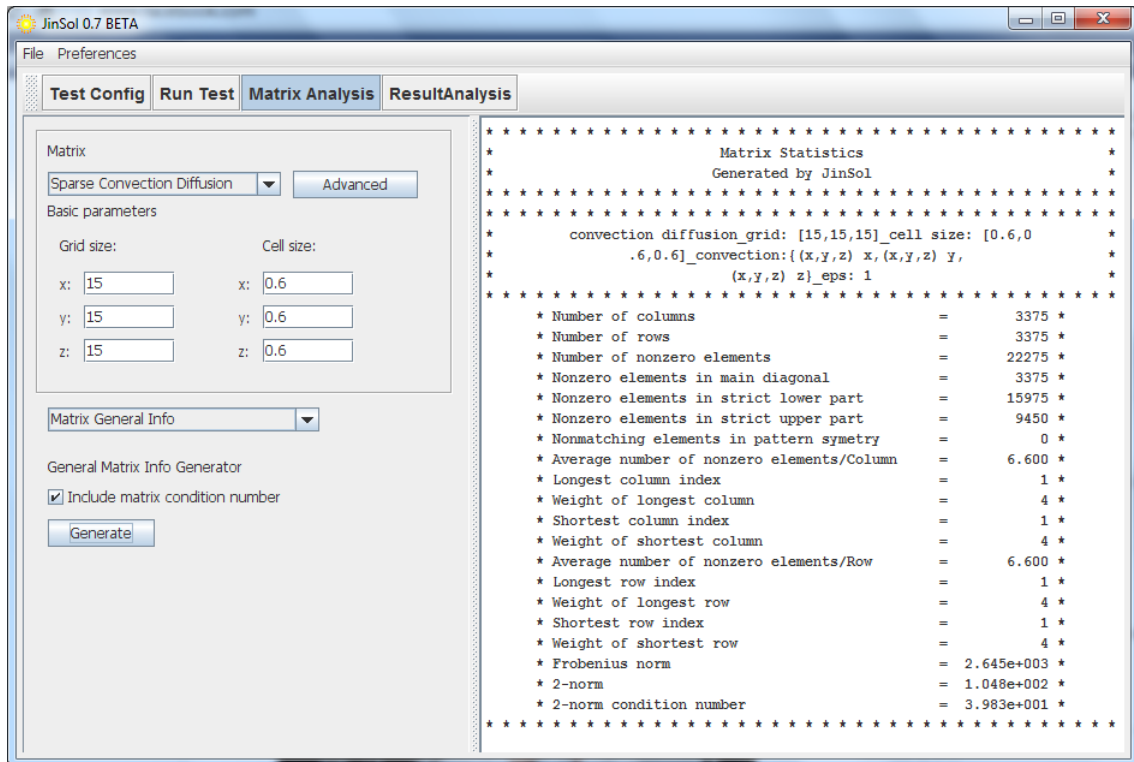 JinSol 0.7 BETA
File Preferences
Test Config Run Test Matrix Analysis ResultAnalysis
Matrix
Sparse Convection Diffusion Advanced
Basic parameters
Grid size: Cell size:
x: 15 x: 0.6
y: 15 y: 0.6
z: 15 z: 0.6
Matrix General Info
General Matrix Info Generator
Include matrix condition number
Generate
* * * * * * * * * * * * * * * * * * * * * * * * * * * * * * * * * * * * * * *
* Matrix Statistics *
* Generated by JinSol *
* * * * * * * * * * * * * * * * * * * * * * * * * * * * * * * * * * * * * * *
* * * * * * * * * * * * * * * * * * * * * * * * * * * * * * * * * * * * * * *
* convection diffusion_grid: [15,15,15]_cell size: [0.6,0 *
* .6,0.6]_convection:{(x,y,z) x,(x,y,z) y, *
* (x,y,z) z}_eps: 1 *
* * * * * * * * * * * * * * * * * * * * * * * * * * * * * * * * * * * * * * *
* Number of columns = 3375 *
* Number of rows = 3375 *
* Number of nonzero elements = 22275 *
* Nonzero elements in main diagonal = 3375 *
* Nonzero elements in strict lower part = 15975 *
* Nonzero elements in strict upper part = 9450 *
* Nonmatching elements in pattern symetry = 0 *
* Average number of nonzero elements/Column = 6.600 *
* Longest column index = 1 *
* Weight of longest column = 4 *
* Shortest column index = 1 *
* Weight of shortest column = 4 *
* Average number of nonzero elements/Row = 6.600 *
* Longest row index = 1 *
* Weight of longest row = 4 *
* Shortest row index = 1 *
* Weight of shortest row = 4 *
* Frobenius norm = 2.645e+003 *
* 2-norm = 1.048e+002 *
* 2-norm condition number = 3.983e+001 *
* * * * * * * * * * * * * * * * * * * * * * * * * * * * * * * * * * * * * * *